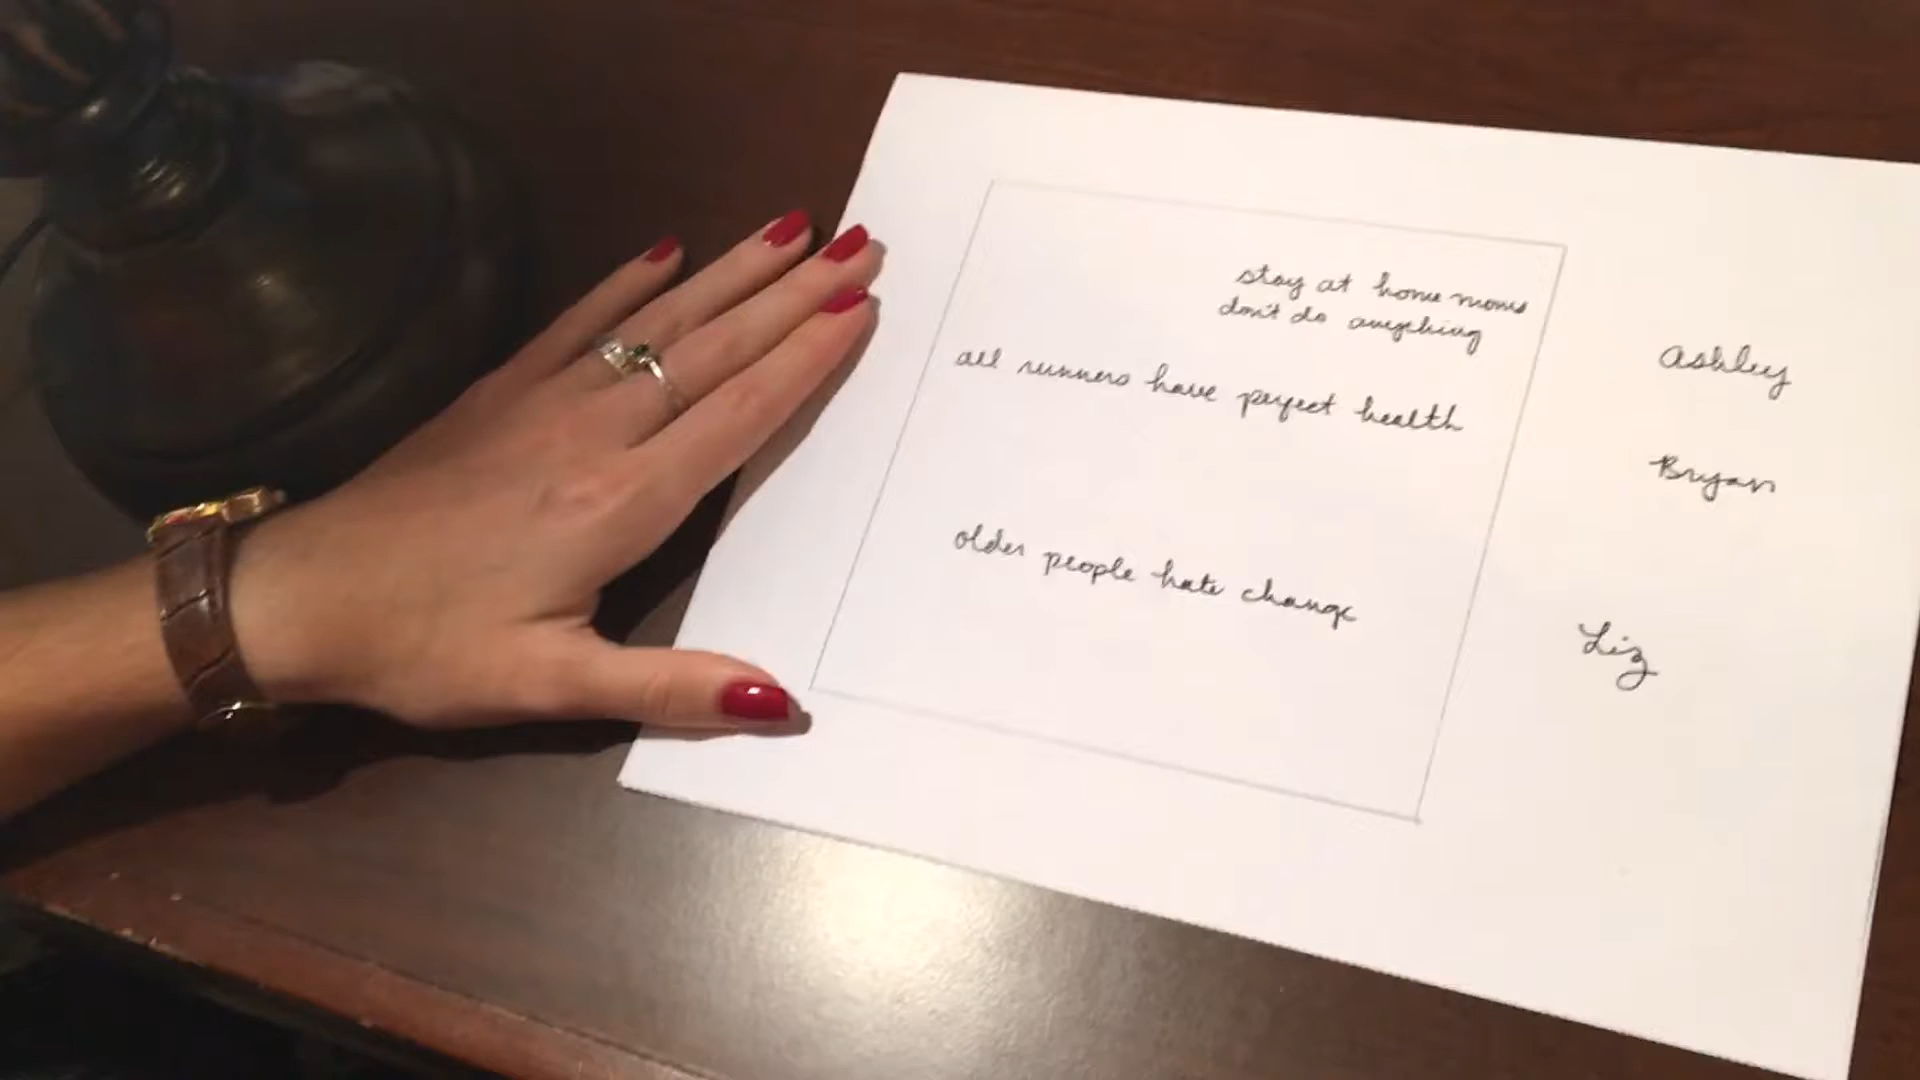 stay at home moms
don't do anything
all runners have perfect health
older people hate change
Ashley
Bryan
Liz